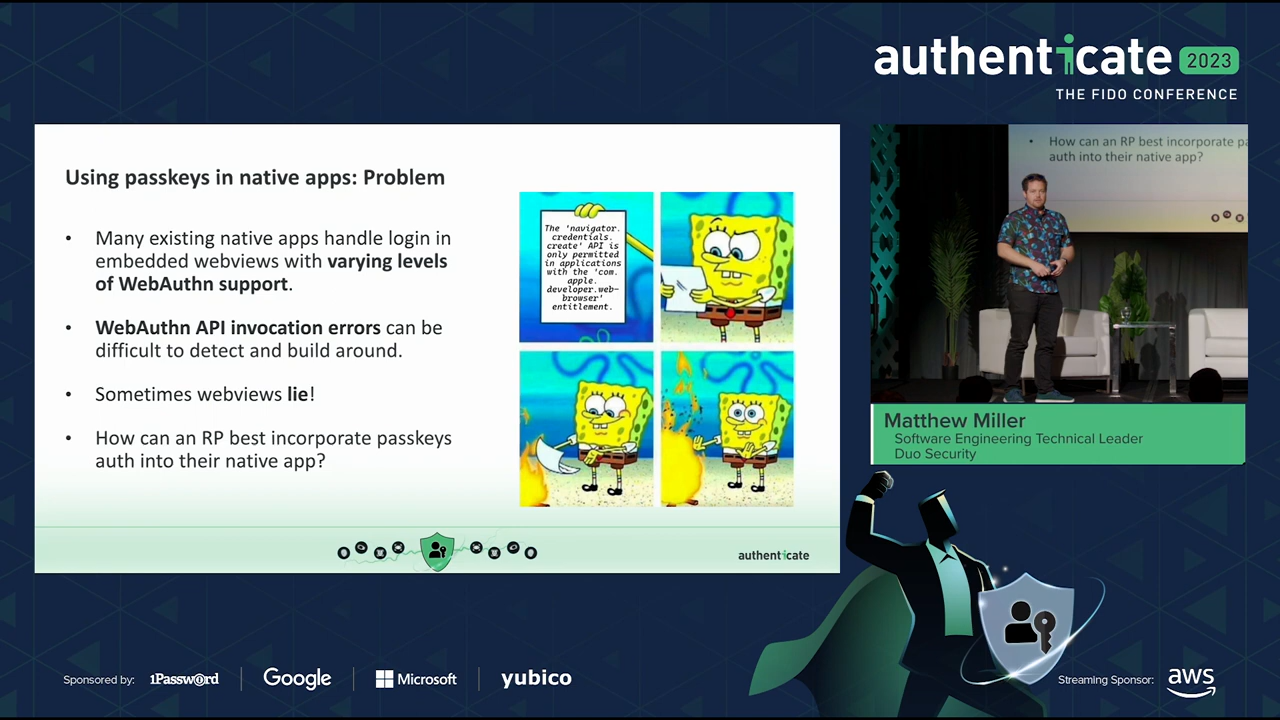 authenticate 2023
THE FIDO CONFERENCE
Using passkeys in native apps: Problem
• Many existing native apps handle login in
embedded webviews with varying levels
of WebAuthn support.
• WebAuthn API invocation errors can be
difficult to detect and build around.
• Sometimes webviews lie!
• How can an RP best incorporate passkeys
auth into their native app?
The 'navigator.
credentials.
create' API is
only permitted
in applications
with the 'com.
apple.
developer.web-
browser'
entitlement.
authenticate
• How can an RP best incorporate pa
auth into their native app?
Matthew Miller
Software Engineering Technical Leader
Duo Security
Sponsored by:
1Password
Google
Microsoft
yubico
Streaming Sponsor:
aws